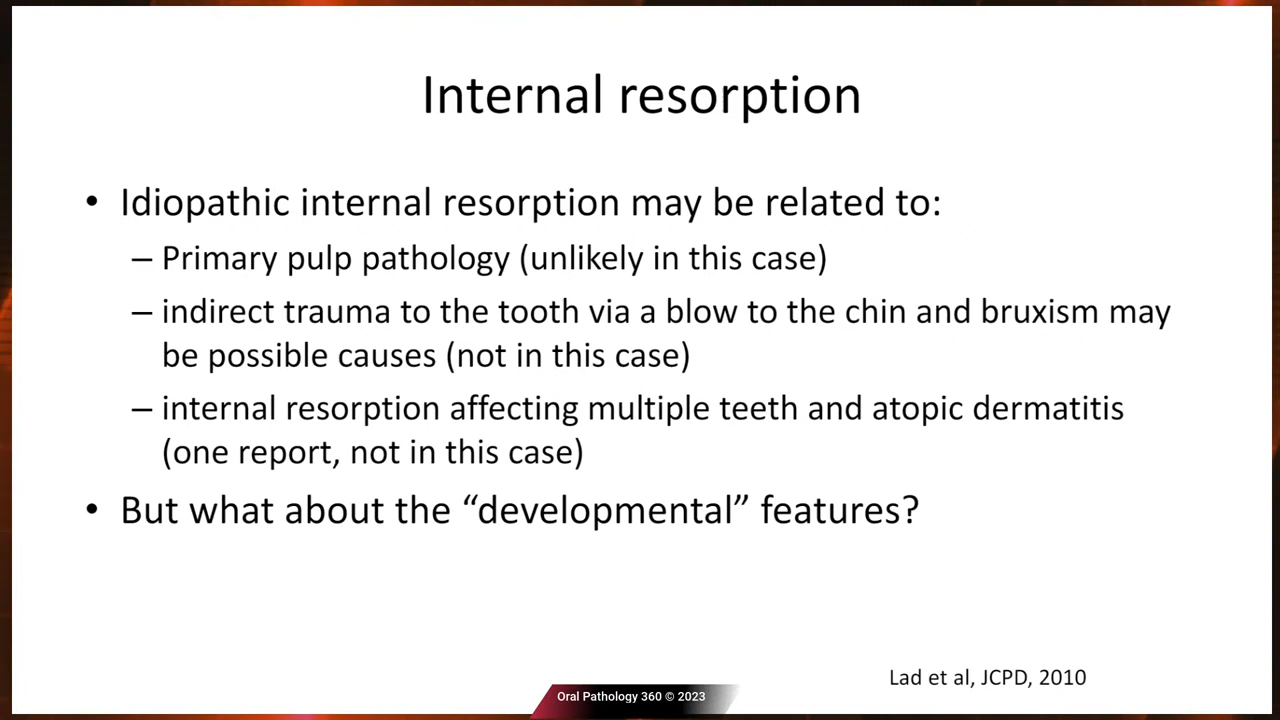 Internal resorption
• Idiopathic internal resorption may be related to:
– Primary pulp pathology (unlikely in this case)
– indirect trauma to the tooth via a blow to the chin and bruxism may
be possible causes (not in this case)
– internal resorption affecting multiple teeth and atopic dermatitis
(one report, not in this case)
• But what about the “developmental” features?
Lad et al, JCPD, 2010
Oral Pathology 360 © 2023